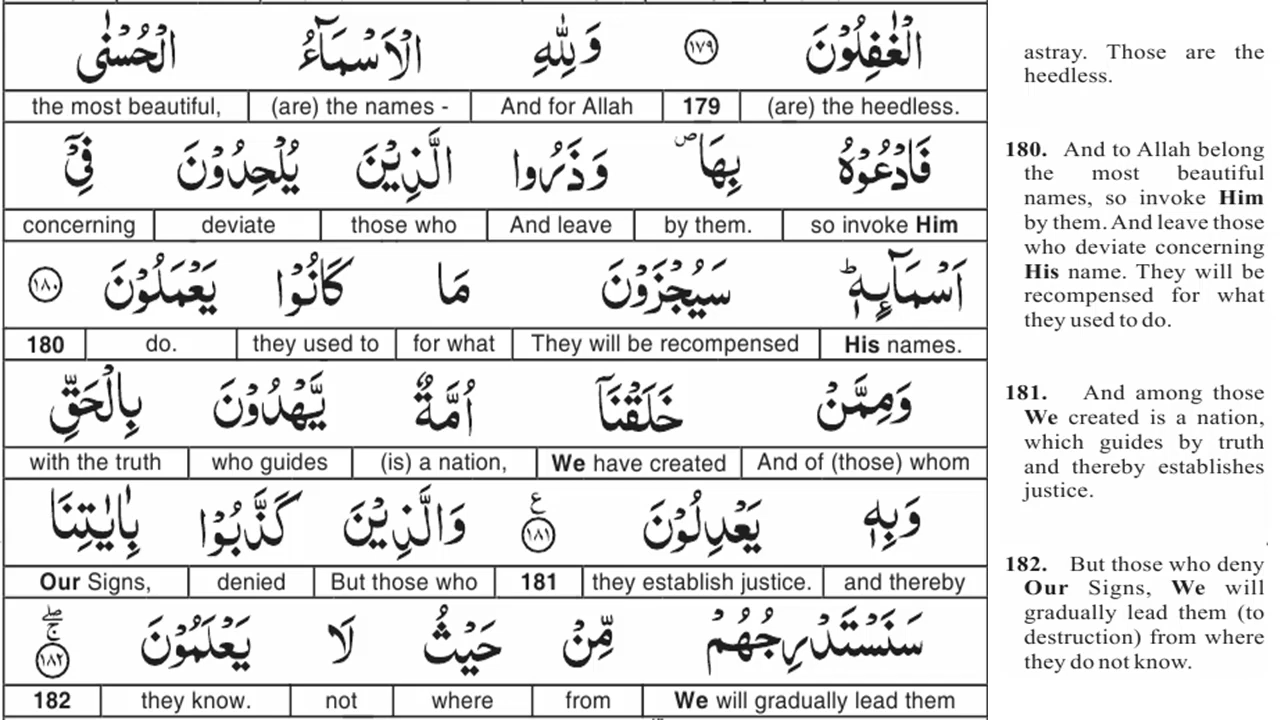 الْغٰفِلُوْنَ ۝١٧٩ وَلِلّٰهِ الْاَسْمَآءُ الْحُسْنٰى
(are) the heedless. 179 And for Allah (are) the names - the most beautiful,
فَادْعُوْهُ بِهَا ۖ وَذَرُوا الَّذِيْنَ يُلْحِدُوْنَ فِيْٓ
so invoke Him by them. And leave those who deviate concerning
اَسْمَآئِهٖ ؕ سَيُجْزَوْنَ مَا كَانُوْا يَعْمَلُوْنَ ۝١٨٠
His names. They will be recompensed for what they used to do. 180
وَمِمَّنْ خَلَقْنَآ اُمَّةٌ يَّهْدُوْنَ بِالْحَقِّ
And of (those) whom We have created (is) a nation, who guides with the truth
وَبِهٖ يَعْدِلُوْنَ ۝١٨١ ع وَالَّذِيْنَ كَذَّبُوْا بِاٰيٰتِنَا
and thereby they establish justice. 181 But those who denied Our Signs,
سَنَسْتَدْرِجُهُمْ مِّنْ حَيْثُ لَا يَعْلَمُوْنَ ۝١٨٢
We will gradually lead them from where not they know. 182
astray. Those are the
heedless.
180. And to Allah belong
the most beautiful
names, so invoke Him
by them. And leave those
who deviate concerning
His name. They will be
recompensed for what
they used to do.
181. And among those
We created is a nation,
which guides by truth
and thereby establishes
justice.
182. But those who deny
Our Signs, We will
gradually lead them (to
destruction) from where
they do not know.